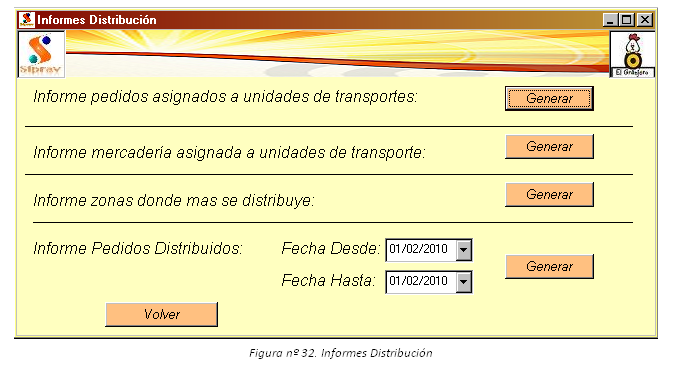 Informes Distribución
Sipray
El Granjero
Informe pedidos asignados a unidades de transportes:
Generar
Informe mercadería asignada a unidades de transporte:
Generar
Informe zonas donde mas se distribuye:
Generar
Informe Pedidos Distribuidos:
Fecha Desde: 01/02/2010
Fecha Hasta: 01/02/2010
Generar
Volver
Figura nº 32. Informes Distribución